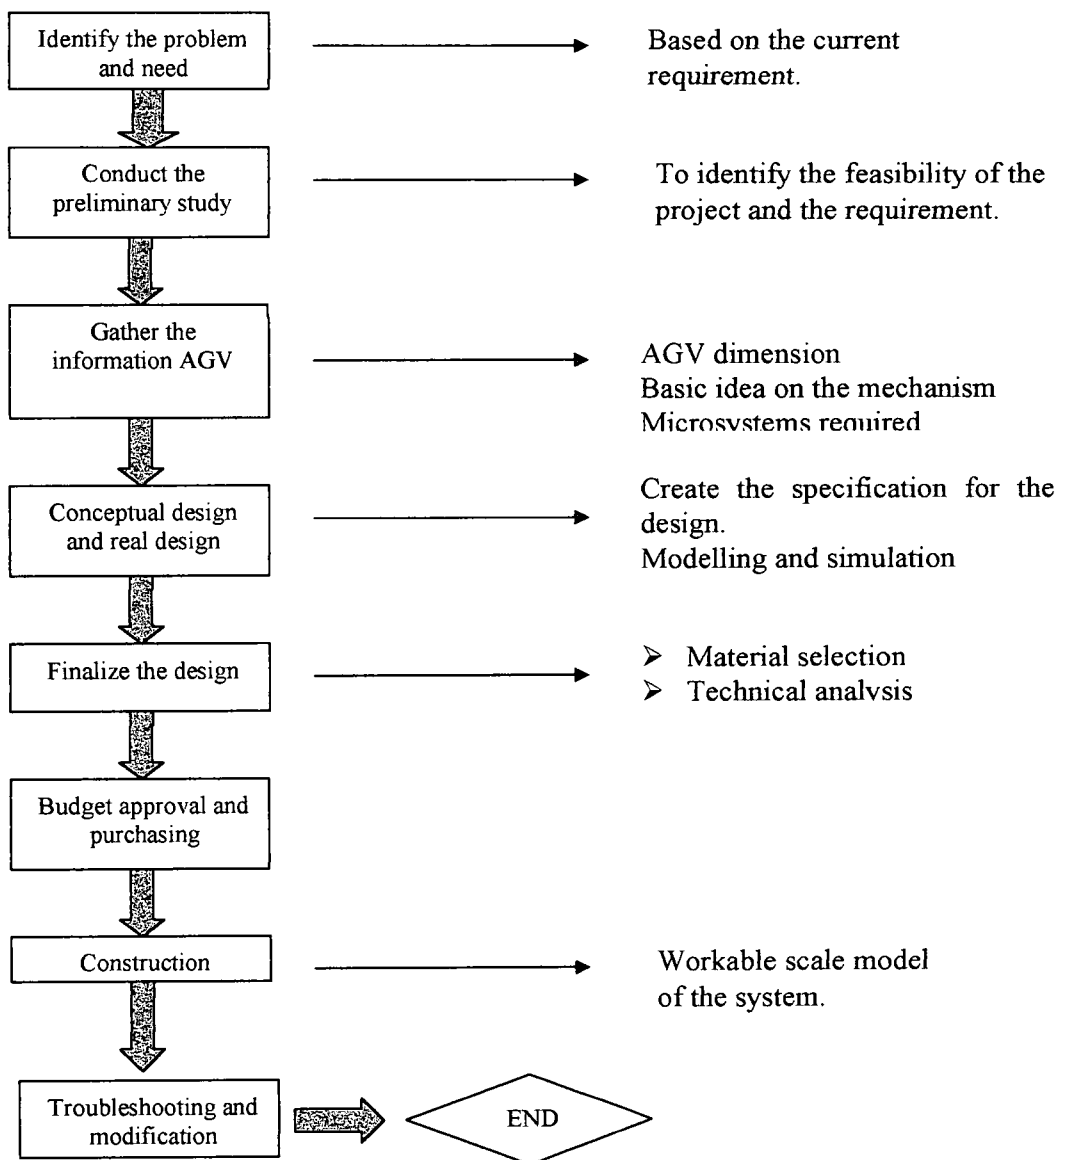 Identify the problem
and need
Based on the current
requirement.
Conduct the
preliminary study
To identify the feasibility of the
project and the requirement.
Gather the
information AGV
AGV dimension
Basic idea on the mechanism
Microsystems required
Conceptual design
and real design
Create the specification for the
design.
Modelling and simulation
Finalize the design
➢ Material selection
➢ Technical analysis
Budget approval and
purchasing
Construction
Workable scale model
of the system.
Troubleshooting and
modification
END